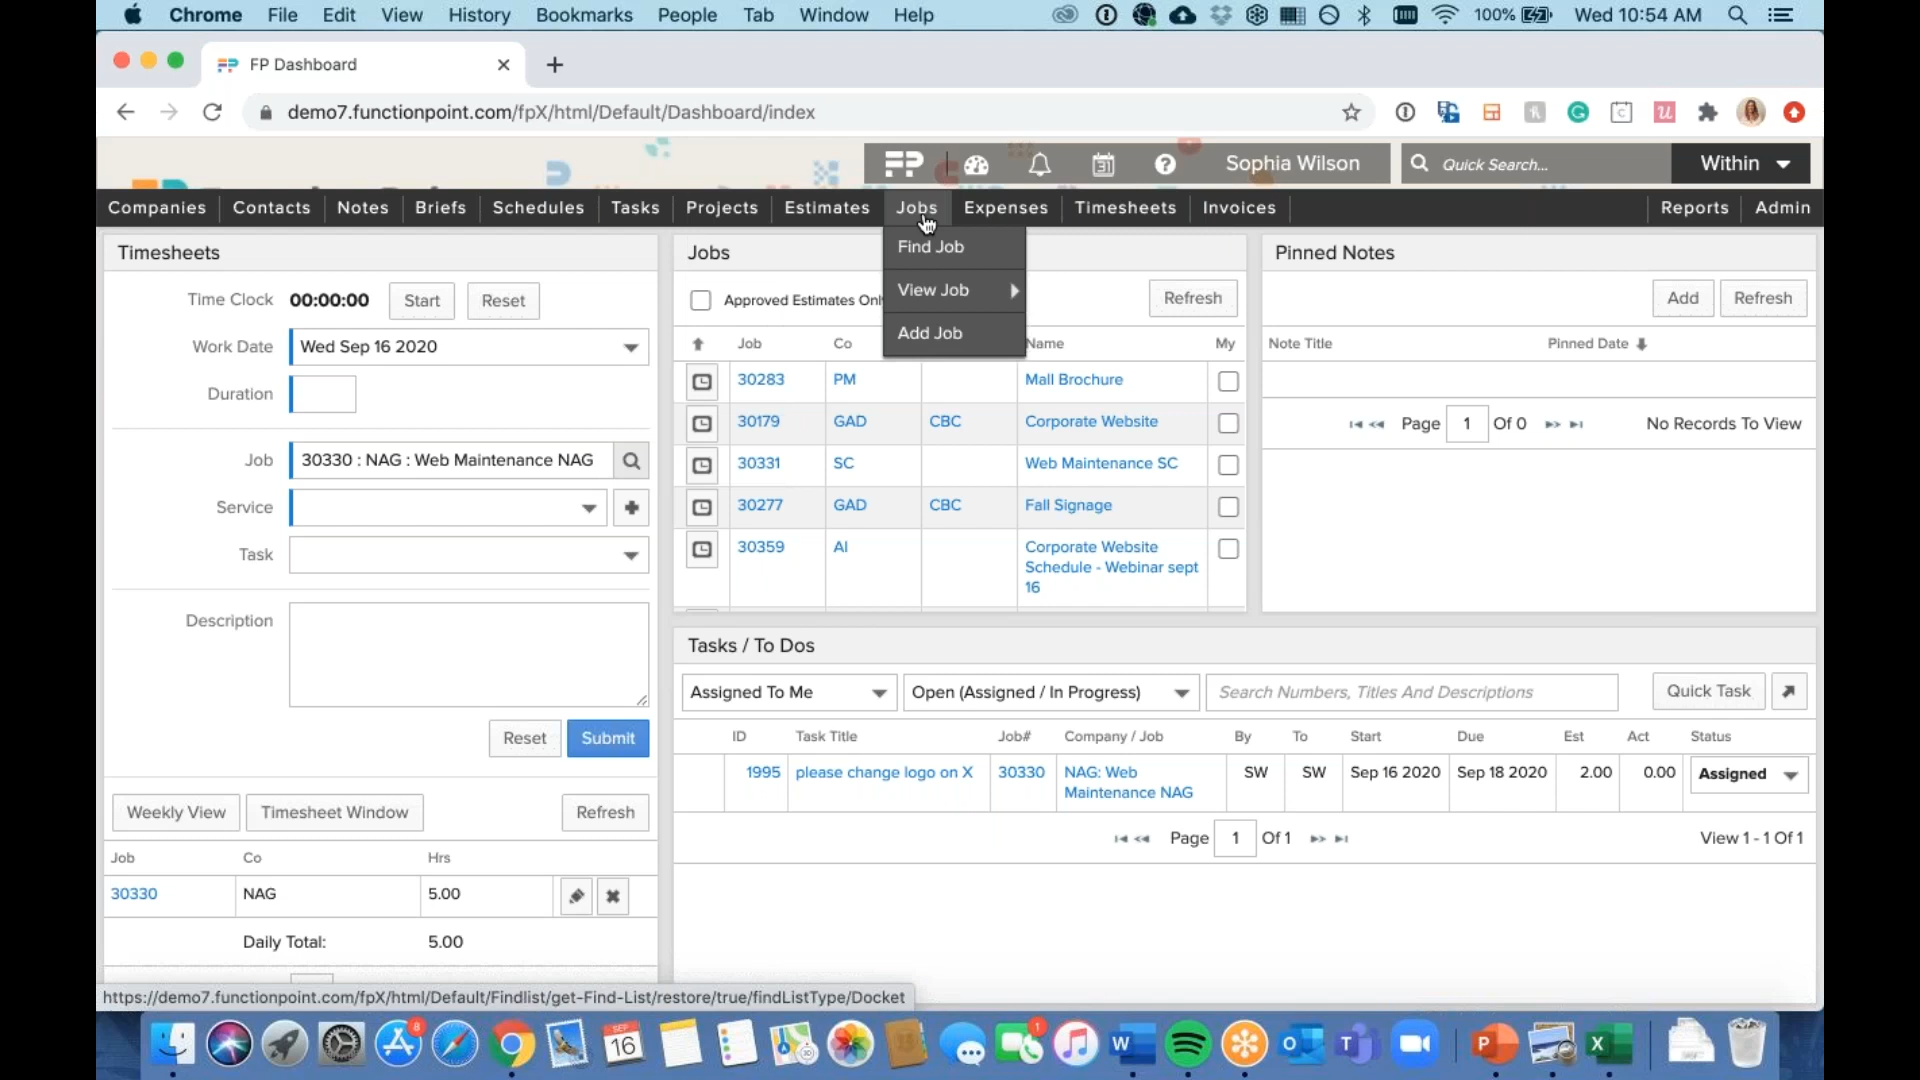 Chrome File Edit View History Bookmarks People Tab Window Help 100% Wed 10:54 AM
FP Dashboard
demo7.functionpoint.com/fpX/html/Default/Dashboard/index
FP 31 Sophia Wilson Quick Search... Within
Companies Contacts Notes Briefs Schedules Tasks Projects Estimates Jobs Expenses Timesheets Invoices Reports Admin
Find Job
View Job
Add Job
Timesheets
Time Clock 00:00:00 Start Reset
Work Date Wed Sep 16 2020
Duration
Job 30330 : NAG : Web Maintenance NAG
Service
Task
Description
Reset Submit
Weekly View Timesheet Window Refresh
Job Co Hrs
30330 NAG 5.00
Daily Total: 5.00
Jobs
Approved Estimates Onl Refresh
Job Co Name My
30283 PM Mall Brochure
30179 GAD CBC Corporate Website
30331 SC Web Maintenance SC
30277 GAD CBC Fall Signage
30359 AI Corporate Website
Schedule - Webinar sept
16
Pinned Notes
Add Refresh
Note Title Pinned Date
Page 1 Of 0 No Records To View
Tasks / To Dos
Assigned To Me Open (Assigned / In Progress) Search Numbers, Titles And Descriptions Quick Task
ID Task Title Job# Company / Job By To Start Due Est Act Status
1995 please change logo on X 30330 NAG: Web SW SW Sep 16 2020 Sep 18 2020 2.00 0.00 Assigned
Maintenance NAG
Page 1 Of 1 View 1 - 1 Of 1
https://demo7.functionpoint.com/fpX/html/Default/Findlist/get-Find-List/restore/true/findListType/Docket
8 SEP 16 1 W O T P X